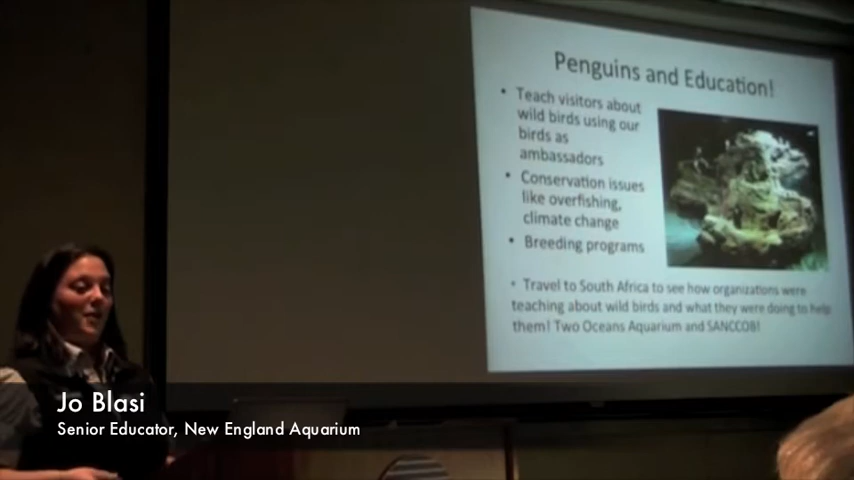 Penguins and Education!
• Teach visitors about
wild birds using our
birds as
ambassadors
• Conservation issues
like overfishing,
climate change
• Breeding programs
• Travel to South Africa to see how organizations were
teaching about wild birds and what they were doing to help
them! Two Oceans Aquarium and SANCCOB!
Jo Blasi
Senior Educator, New England Aquarium